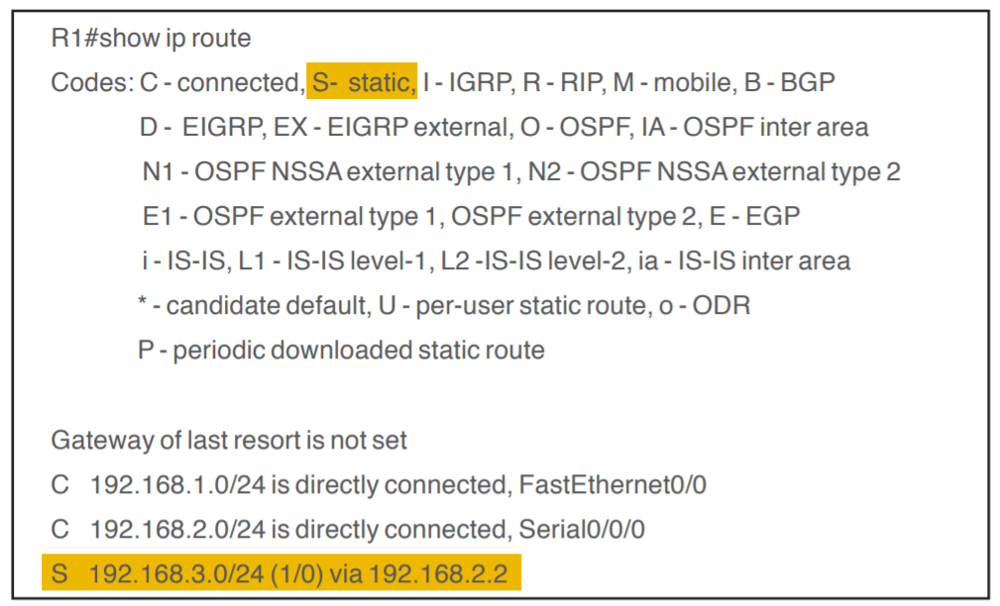 R1#show ip route
Codes: C - connected, S- static, I - IGRP, R - RIP, M - mobile, B - BGP
D - EIGRP, EX - EIGRP external, O - OSPF, IA - OSPF inter area
N1 - OSPF NSSA external type 1, N2 - OSPF NSSA external type 2
E1 - OSPF external type 1, OSPF external type 2, E - EGP
i - IS-IS, L1 - IS-IS level-1, L2 -IS-IS level-2, ia - IS-IS inter area
* - candidate default, U - per-user static route, o - ODR
P - periodic downloaded static route
Gateway of last resort is not set
C 192.168.1.0/24 is directly connected, FastEthernet0/0
C 192.168.2.0/24 is directly connected, Serial0/0/0
S 192.168.3.0/24 (1/0) via 192.168.2.2